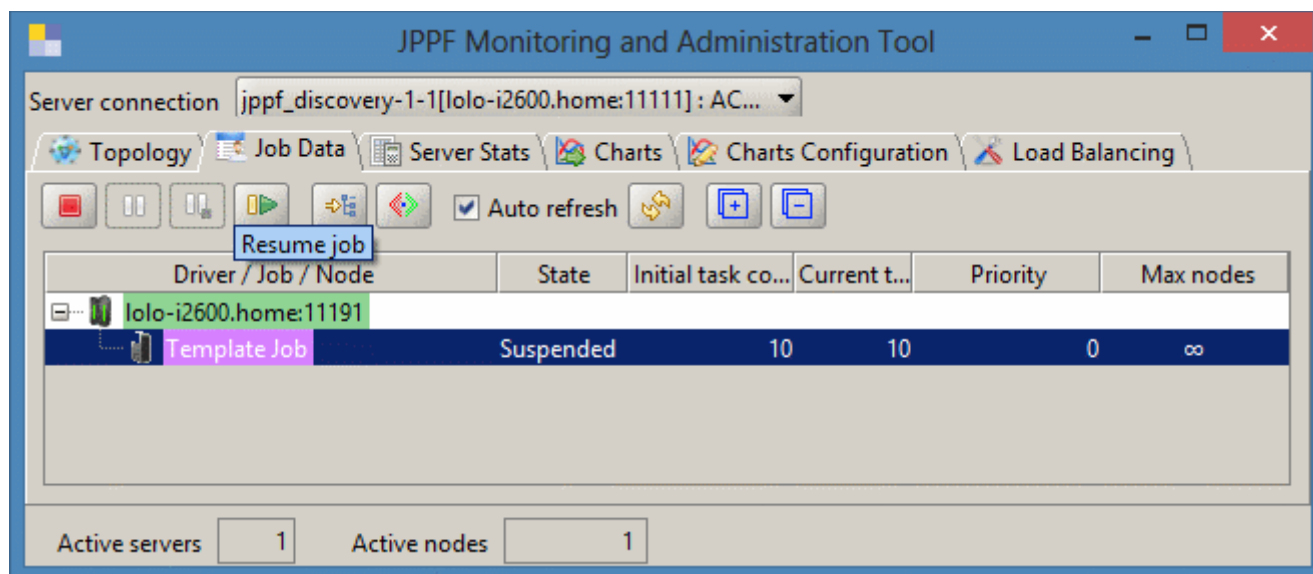 JPPF Monitoring and Administration Tool
Server connection jppf_discovery-1-1[lolo-i2600.home:11111] : AC...
Topology Job Data Server Stats Charts Charts Configuration Load Balancing
Auto refresh
Resume job
Driver / Job / Node State Initial task co... Current t... Priority Max nodes
lolo-i2600.home:11191
Template Job Suspended 10 10 0 ∞
Active servers 1 Active nodes 1